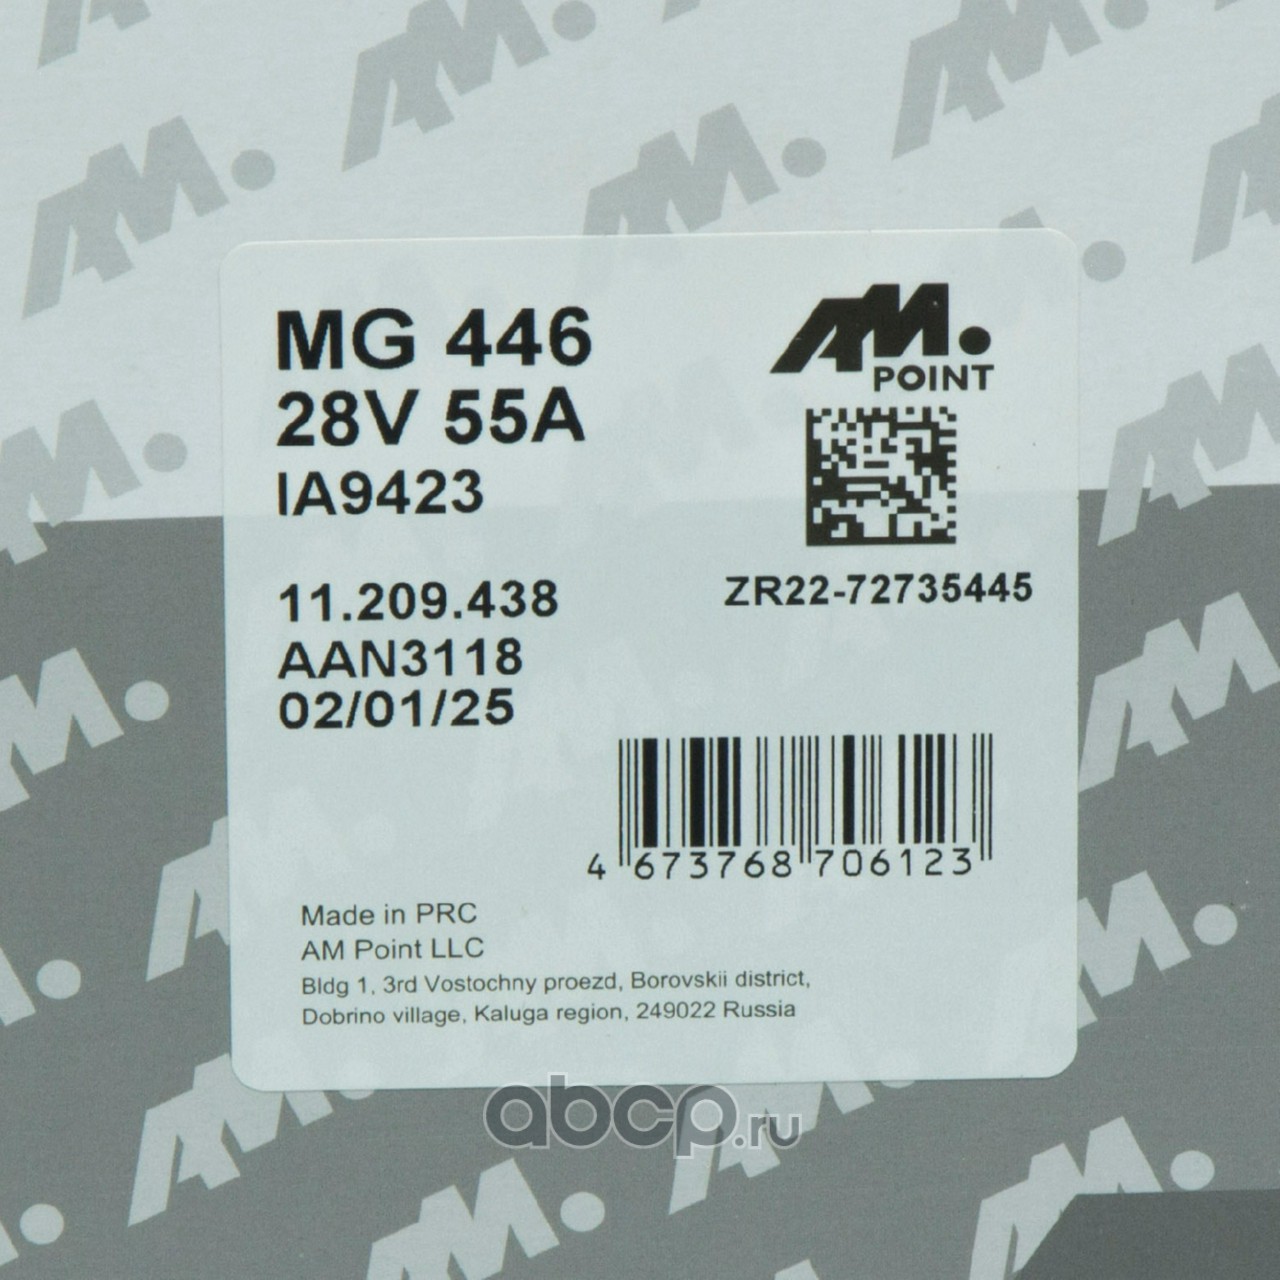 MG 446
28V 55A
IA9423
AM.
POINT
11.209.438
ZR22-72735445
AAN3118
02/01/25
4 673768 706123
Made in PRC
AM Point LLC
Bldg 1, 3rd Vostochny proezd, Borovskii district,
Dobrino village, Kaluga region, 249022 Russia
abcp.ru